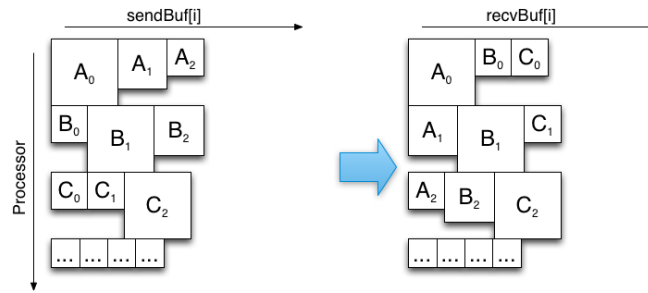 sendBuf[i] recvBuf[i]
A₀ A₁ A₂ A₀ B₀ C₀
B₀ B₁ B₂ A₁ B₁ C₁
C₀ C₁ C₂ A₂ B₂ C₂
... ... ... ... ... ... ... ...
Processor